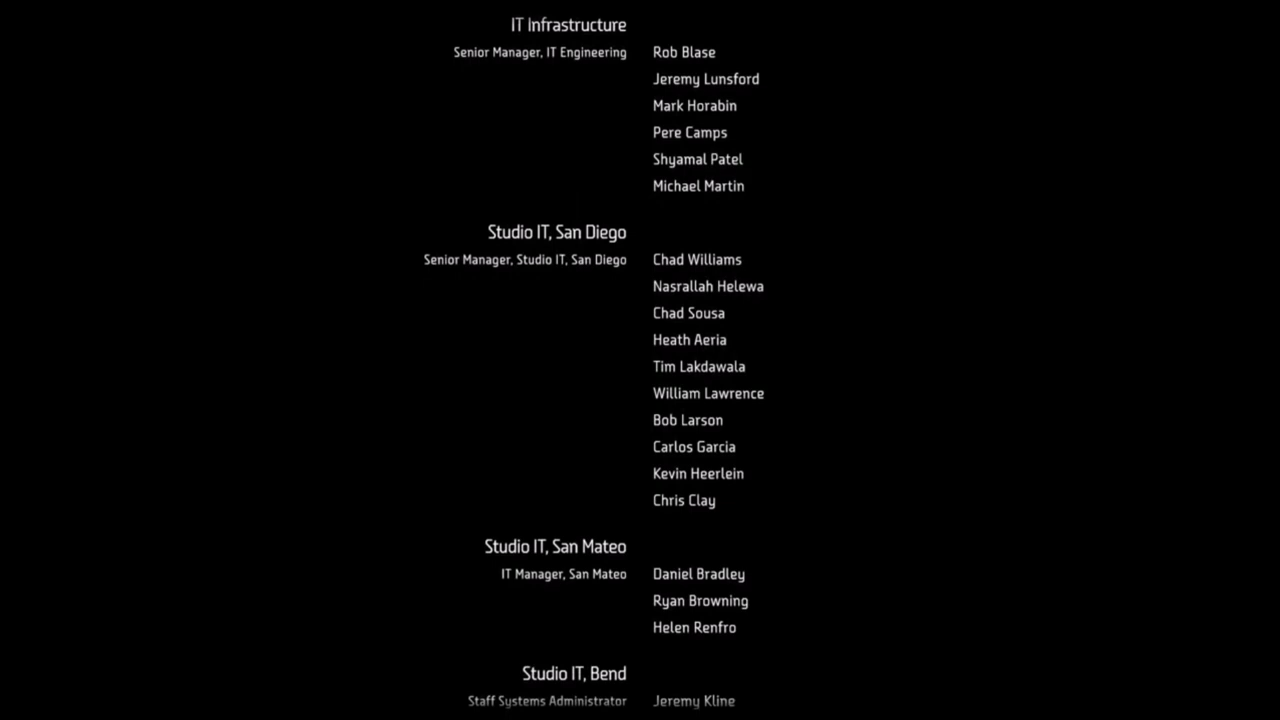 IT Infrastructure
Senior Manager, IT Engineering Rob Blase
Jeremy Lunsford
Mark Horabin
Pere Camps
Shyamal Patel
Michael Martin
Studio IT, San Diego
Senior Manager, Studio IT, San Diego Chad Williams
Nasrallah Helewa
Chad Sousa
Heath Aeria
Tim Lakdawala
William Lawrence
Bob Larson
Carlos Garcia
Kevin Heerlein
Chris Clay
Studio IT, San Mateo
IT Manager, San Mateo Daniel Bradley
Ryan Browning
Helen Renfro
Studio IT, Bend
Staff Systems Administrator Jeremy Kline